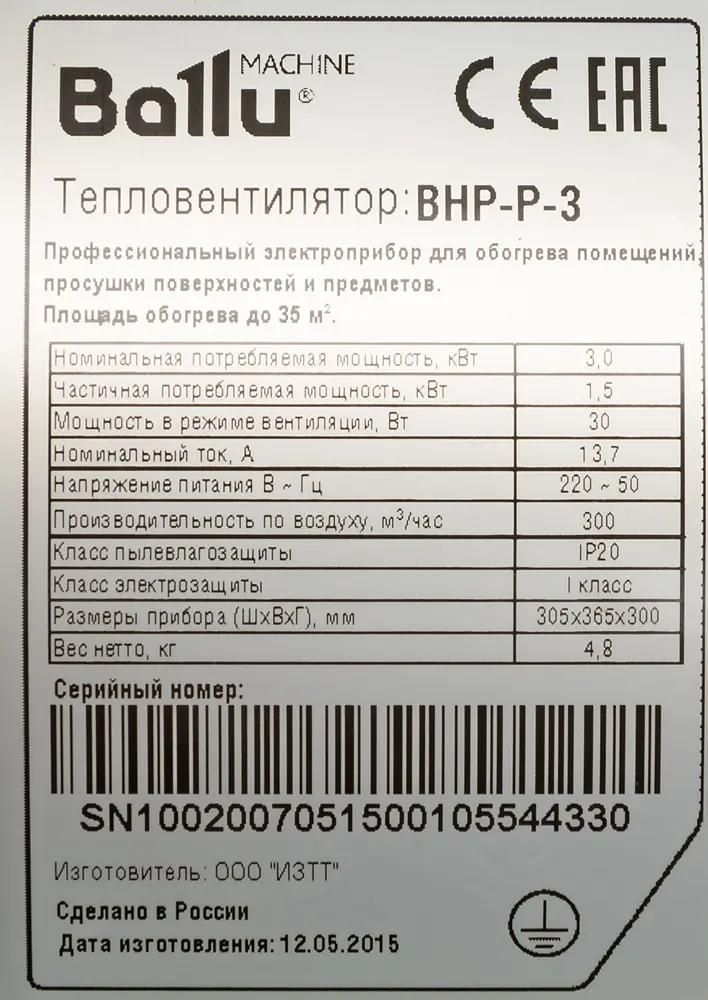 Ballu® MACHINE
CE EAC
Тепловентилятор: BHP-P-3
Профессиональный электроприбор для обогрева помещений,
просушки поверхностей и предметов.
Площадь обогрева до 35 м².
Номинальная потребляемая мощность, кВт 3,0
Частичная потребляемая мощность, кВт 1,5
Мощность в режиме вентиляции, Вт 30
Номинальный ток, А 13,7
Напряжение питания В ~ Гц 220 ~ 50
Производительность по воздуху, м³/час 300
Класс пылевлагозащиты IP20
Класс электрозащиты I класс
Размеры прибора (ШхВхГ), мм 305х365х300
Вес нетто, кг 4,8
Серийный номер:
SN1002007051500105544330
Изготовитель: ООО "ИЗТТ"
Сделано в России
Дата изготовления: 12.05.2015